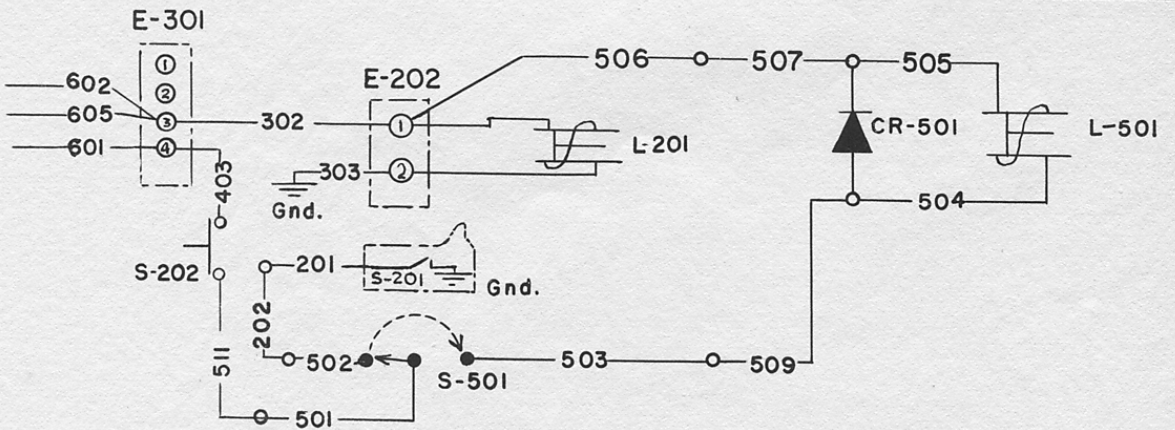 E-301
①
②
602
605
③
302
601
④
403
S-202
E-202
①
②
303
Gnd.
L-201
506
507
505
CR-501
L-501
504
201
S-201
Gnd.
202
502
S-501
503
509
511
501